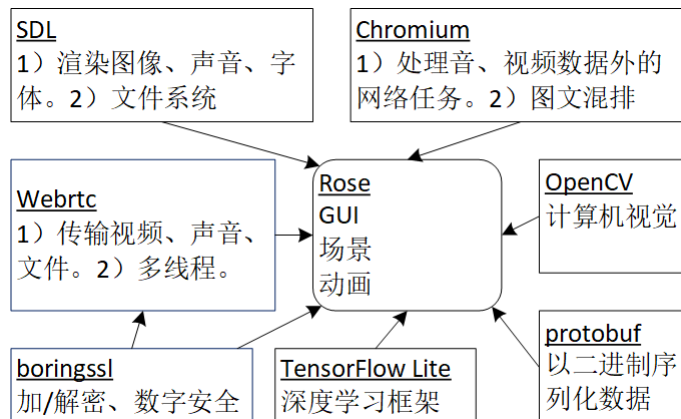 SDL
1）渲染图像、声音、字
体。2）文件系统
Chromium
1）处理音、视频数据外的
网络任务。2）图文混排
Webrtc
1）传输视频、声音、
文件。2）多线程。
Rose
GUI
场景
动画
OpenCV
计算机视觉
boringssl
加/解密、数字安全
TensorFlow Lite
深度学习框架
protobuf
以二进制序
列化数据